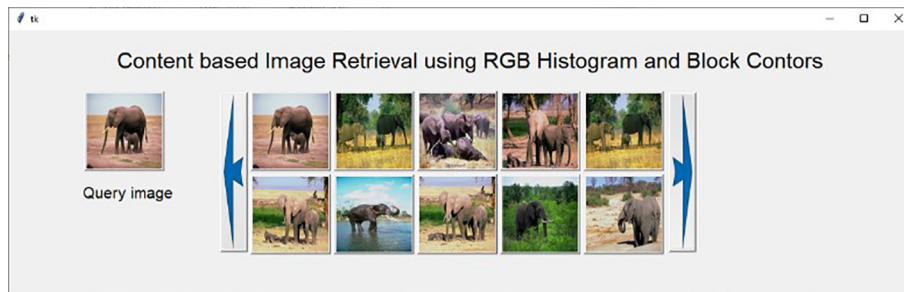 tk
Content based Image Retrieval using RGB Histogram and Block Contors
Query image